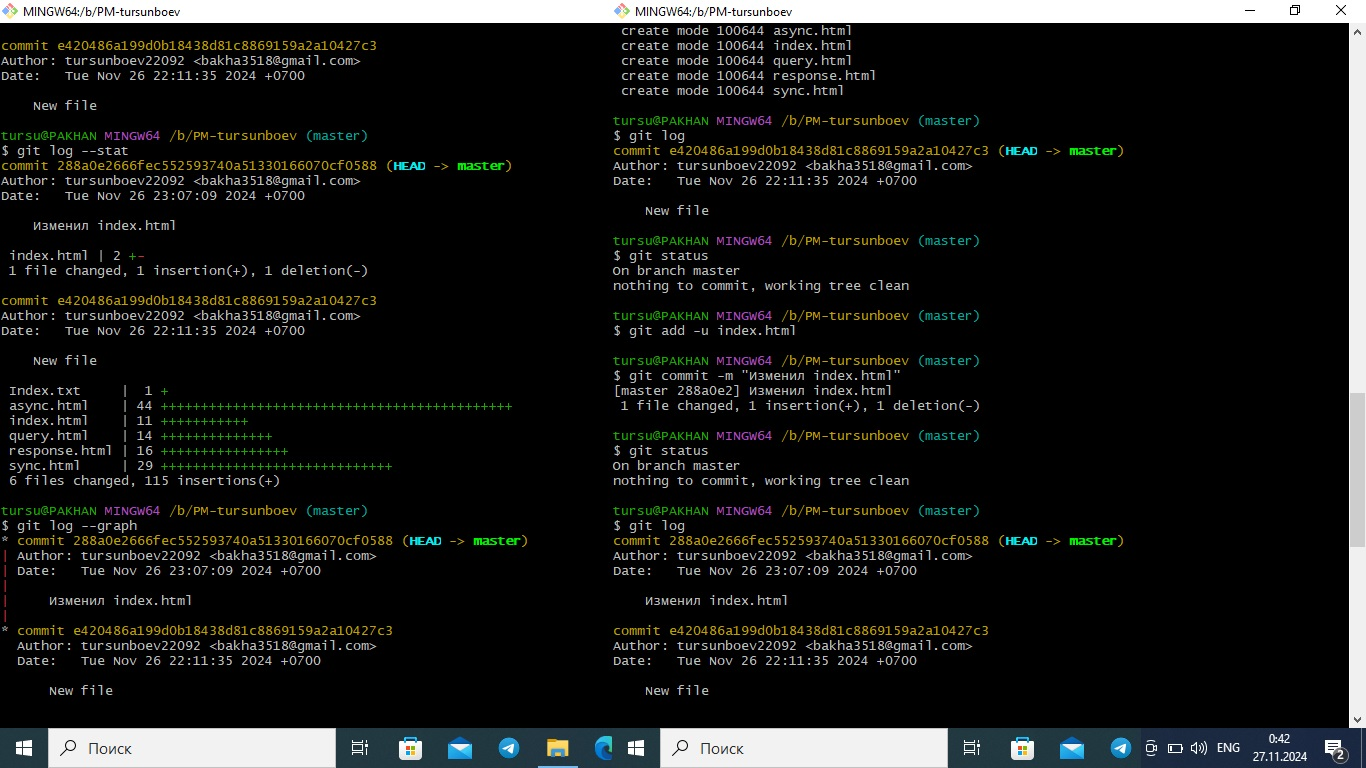 MINGW64:/b/PM-tursunboev
commit e420486a199d0b18438d81c8869159a2a10427c3
Author: tursunboev22092 <bakha3518@gmail.com>
Date:   Tue Nov 26 22:11:35 2024 +0700
New file
tursu@PAKHAN MINGW64 /b/PM-tursunboev (master)
$ git log --stat
commit 288a0e2666fec552593740a51330166070cf0588 (HEAD -> master)
Author: tursunboev22092 <bakha3518@gmail.com>
Date:   Tue Nov 26 23:07:09 2024 +0700
Изменил index.html
index.html | 2 +-
1 file changed, 1 insertion(+), 1 deletion(-)
commit e420486a199d0b18438d81c8869159a2a10427c3
Author: tursunboev22092 <bakha3518@gmail.com>
Date:   Tue Nov 26 22:11:35 2024 +0700
New file
Index.txt     |  1 +
async.html    | 44 ++++++++++++++++++++++++++++++++++++++++++++
index.html    | 11 +++++++++++
query.html    | 14 ++++++++++++++
response.html | 16 ++++++++++++++++
sync.html     | 29 +++++++++++++++++++++++++++++
6 files changed, 115 insertions(+)
tursu@PAKHAN MINGW64 /b/PM-tursunboev (master)
$ git log --graph
* commit 288a0e2666fec552593740a51330166070cf0588 (HEAD -> master)
| Author: tursunboev22092 <bakha3518@gmail.com>
| Date:   Tue Nov 26 23:07:09 2024 +0700
|
|     Изменил index.html
|
* commit e420486a199d0b18438d81c8869159a2a10427c3
Author: tursunboev22092 <bakha3518@gmail.com>
Date:   Tue Nov 26 22:11:35 2024 +0700
New file
MINGW64:/b/PM-tursunboev
create mode 100644 async.html
create mode 100644 index.html
create mode 100644 query.html
create mode 100644 response.html
create mode 100644 sync.html
tursu@PAKHAN MINGW64 /b/PM-tursunboev (master)
$ git log
commit e420486a199d0b18438d81c8869159a2a10427c3 (HEAD -> master)
Author: tursunboev22092 <bakha3518@gmail.com>
Date:   Tue Nov 26 22:11:35 2024 +0700
New file
tursu@PAKHAN MINGW64 /b/PM-tursunboev (master)
$ git status
On branch master
nothing to commit, working tree clean
tursu@PAKHAN MINGW64 /b/PM-tursunboev (master)
$ git add -u index.html
tursu@PAKHAN MINGW64 /b/PM-tursunboev (master)
$ git commit -m "Изменил index.html"
[master 288a0e2] Изменил index.html
1 file changed, 1 insertion(+), 1 deletion(-)
tursu@PAKHAN MINGW64 /b/PM-tursunboev (master)
$ git status
On branch master
nothing to commit, working tree clean
tursu@PAKHAN MINGW64 /b/PM-tursunboev (master)
$ git log
commit 288a0e2666fec552593740a51330166070cf0588 (HEAD -> master)
Author: tursunboev22092 <bakha3518@gmail.com>
Date:   Tue Nov 26 23:07:09 2024 +0700
Изменил index.html
commit e420486a199d0b18438d81c8869159a2a10427c3
Author: tursunboev22092 <bakha3518@gmail.com>
Date:   Tue Nov 26 22:11:35 2024 +0700
New file
Поиск
Поиск
ENG
0:42
27.11.2024
2